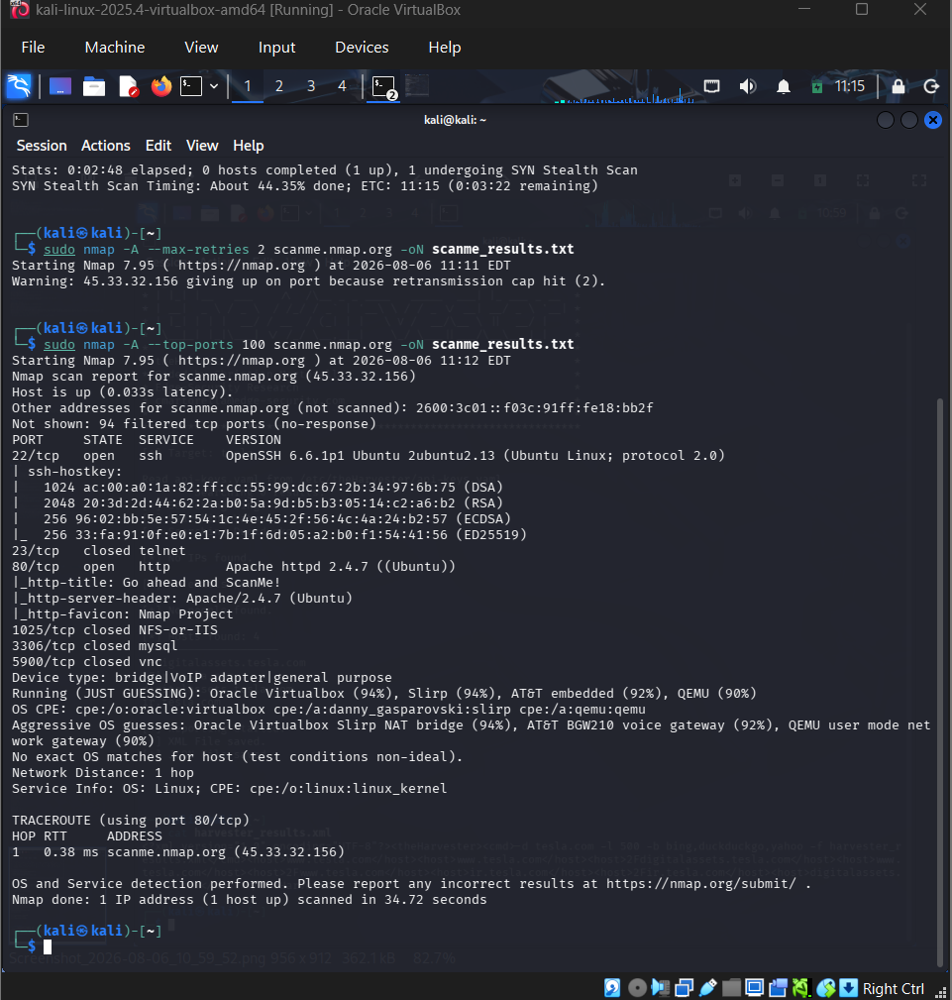 kali-linux-2025.4-virtualbox-amd64 [Running] - Oracle VirtualBox
File Machine View Input Devices Help
1 2 3 4 2 11:15
kali@kali: ~
Session Actions Edit View Help
Stats: 0:02:48 elapsed; 0 hosts completed (1 up), 1 undergoing SYN Stealth Scan
SYN Stealth Scan Timing: About 44.35% done; ETC: 11:15 (0:03:22 remaining)
┌──(kali㉿kali)-[~]
└─$ sudo nmap -A --max-retries 2 scanme.nmap.org -oN scanme_results.txt
Starting Nmap 7.95 ( https://nmap.org ) at 2026-08-06 11:11 EDT
Warning: 45.33.32.156 giving up on port because retransmission cap hit (2).
┌──(kali㉿kali)-[~]
└─$ sudo nmap -A --top-ports 100 scanme.nmap.org -oN scanme_results.txt
Starting Nmap 7.95 ( https://nmap.org ) at 2026-08-06 11:12 EDT
Nmap scan report for scanme.nmap.org (45.33.32.156)
Host is up (0.033s latency).
Other addresses for scanme.nmap.org (not scanned): 2600:3c01::f03c:91ff:fe18:bb2f
Not shown: 94 filtered tcp ports (no-response)
PORT     STATE  SERVICE    VERSION
22/tcp   open   ssh        OpenSSH 6.6.1p1 Ubuntu 2ubuntu2.13 (Ubuntu Linux; protocol 2.0)
| ssh-hostkey:
|   1024 ac:00:a0:1a:82:ff:cc:55:99:dc:67:2b:34:97:6b:75 (DSA)
|   2048 20:3d:2d:44:62:2a:b0:5a:9d:b5:b3:05:14:c2:a6:b2 (RSA)
|   256 96:02:bb:5e:57:54:1c:4e:45:2f:56:4c:4a:24:b2:57 (ECDSA)
|_  256 33:fa:91:0f:e0:e1:7b:1f:6d:05:a2:b0:f1:54:41:56 (ED25519)
23/tcp   closed telnet
80/tcp   open   http       Apache httpd 2.4.7 ((Ubuntu))
|_http-title: Go ahead and ScanMe!
|_http-server-header: Apache/2.4.7 (Ubuntu)
|_http-favicon: Nmap Project
1025/tcp closed NFS-or-IIS
3306/tcp closed mysql
5900/tcp closed vnc
Device type: bridge|VoIP adapter|general purpose
Running (JUST GUESSING): Oracle Virtualbox (94%), Slirp (94%), AT&T embedded (92%), QEMU (90%)
OS CPE: cpe:/o:oracle:virtualbox cpe:/a:danny_gasparovski:slirp cpe:/a:qemu:qemu
Aggressive OS guesses: Oracle Virtualbox Slirp NAT bridge (94%), AT&T BGW210 voice gateway (92%), QEMU user mode net
work gateway (90%)
No exact OS matches for host (test conditions non-ideal).
Network Distance: 1 hop
Service Info: OS: Linux; CPE: cpe:/o:linux:linux_kernel
TRACEROUTE (using port 80/tcp)
HOP RTT     ADDRESS
1   0.38 ms scanme.nmap.org (45.33.32.156)
OS and Service detection performed. Please report any incorrect results at https://nmap.org/submit/ .
Nmap done: 1 IP address (1 host up) scanned in 34.72 seconds
┌──(kali㉿kali)-[~]
└─$
Screenshot_2026-08-06_10_59_52.png 956 x 912 362.1 kB 82.7%
Right Ctrl